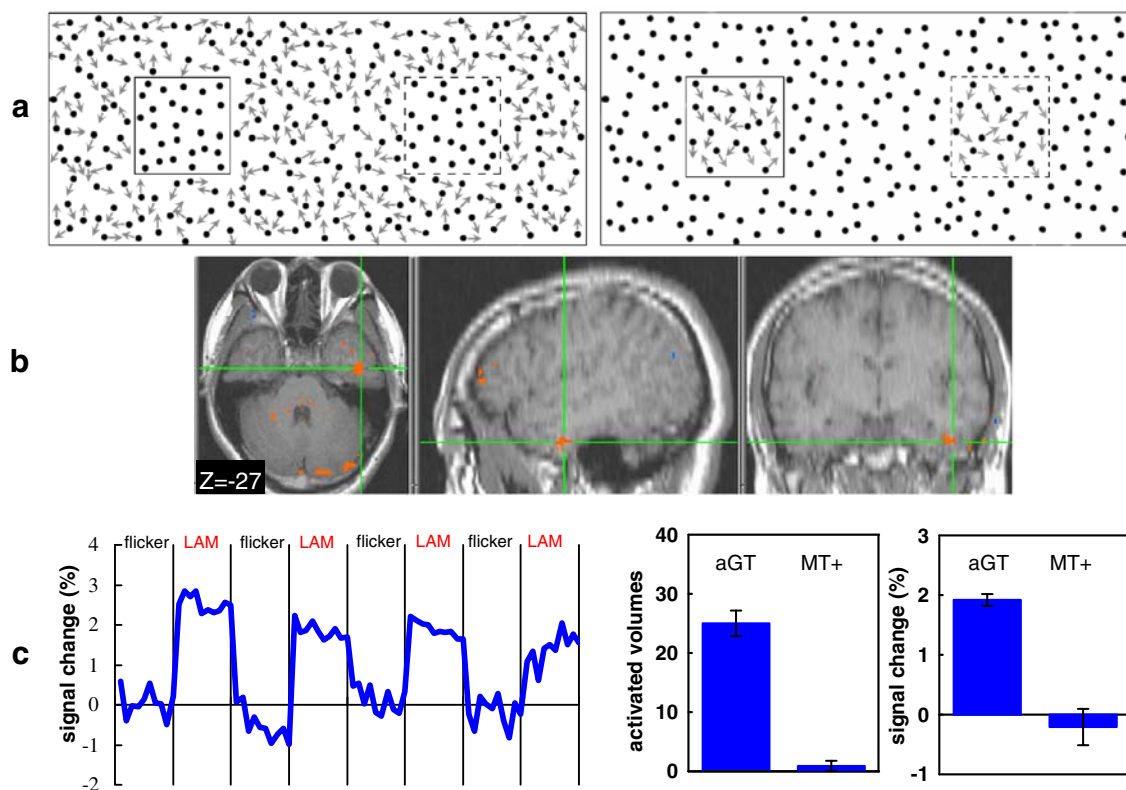 a
b
Z=-27
c
flicker LAM flicker LAM flicker LAM flicker LAM
signal change (%)
4
3
2
1
0
-1
-2
activated volumes
40
30
20
10
0
aGT MT+
signal change (%)
3
2
1
0
-1
aGT MT+